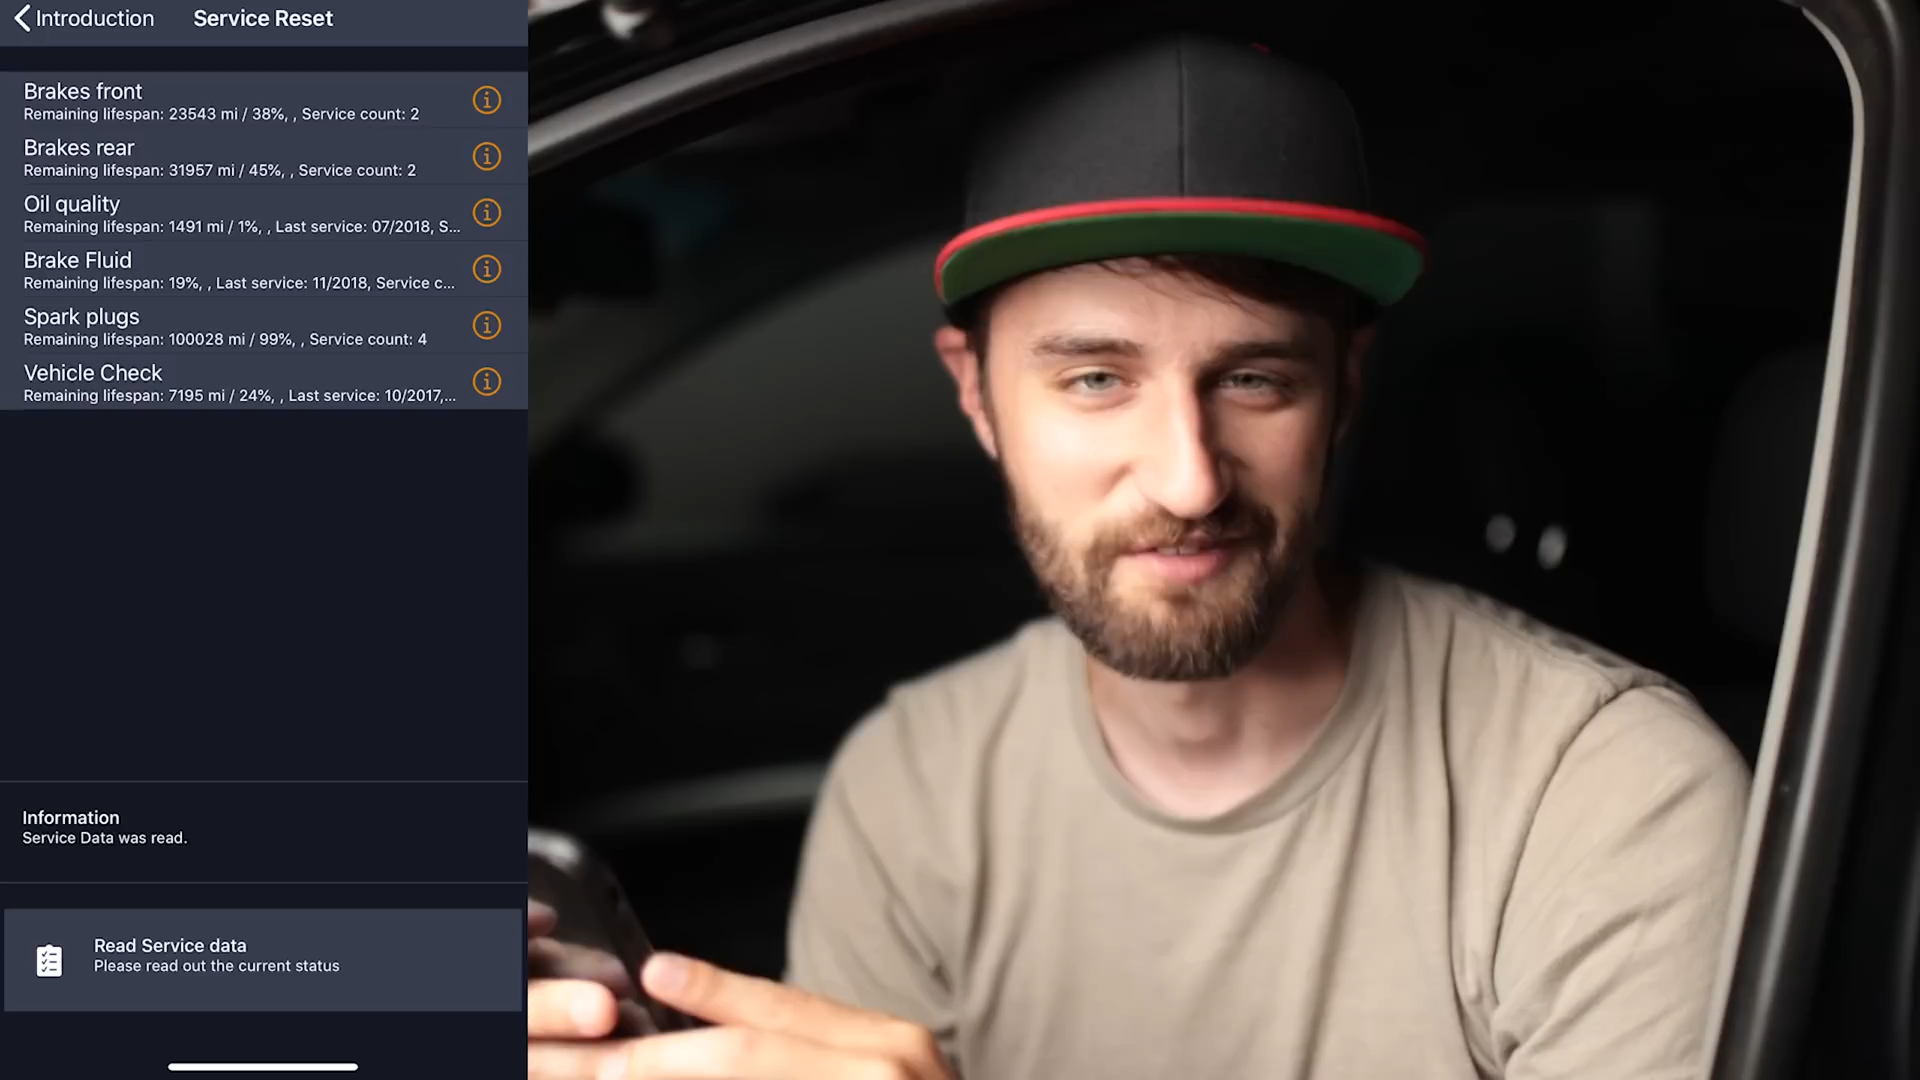 Introduction Service Reset
Brakes front
Remaining lifespan: 23543 mi / 38%, , Service count: 2
Brakes rear
Remaining lifespan: 31957 mi / 45%, , Service count: 2
Oil quality
Remaining lifespan: 1491 mi / 1%, , Last service: 07/2018, S...
Brake Fluid
Remaining lifespan: 19%, , Last service: 11/2018, Service c...
Spark plugs
Remaining lifespan: 100028 mi / 99%, , Service count: 4
Vehicle Check
Remaining lifespan: 7195 mi / 24%, , Last service: 10/2017,...
Information
Service Data was read.
Read Service data
Please read out the current status